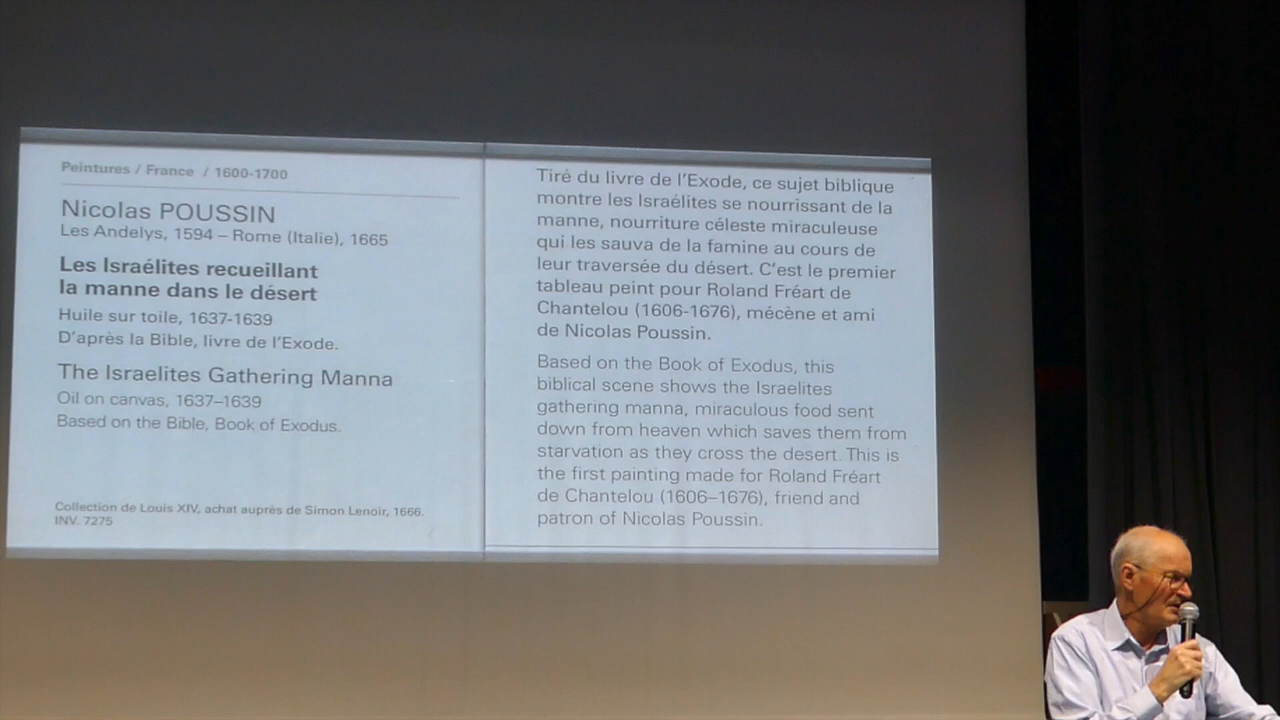 Peintures / France / 1600-1700
Nicolas POUSSIN
Les Andelys, 1594 – Rome (Italie), 1665
Les Israélites recueillant
la manne dans le désert
Huile sur toile, 1637-1639
D'après la Bible, livre de l'Exode.
The Israelites Gathering Manna
Oil on canvas, 1637–1639
Based on the Bible, Book of Exodus.
Collection de Louis XIV, achat auprès de Simon Lenoir, 1666.
INV. 7275
Tiré du livre de l'Exode, ce sujet biblique
montre les Israélites se nourrissant de la
manne, nourriture céleste miraculeuse
qui les sauva de la famine au cours de
leur traversée du désert. C'est le premier
tableau peint pour Roland Fréart de
Chantelou (1606-1676), mécène et ami
de Nicolas Poussin.
Based on the Book of Exodus, this
biblical scene shows the Israelites
gathering manna, miraculous food sent
down from heaven which saves them from
starvation as they cross the desert. This is
the first painting made for Roland Fréart
de Chantelou (1606–1676), friend and
patron of Nicolas Poussin.